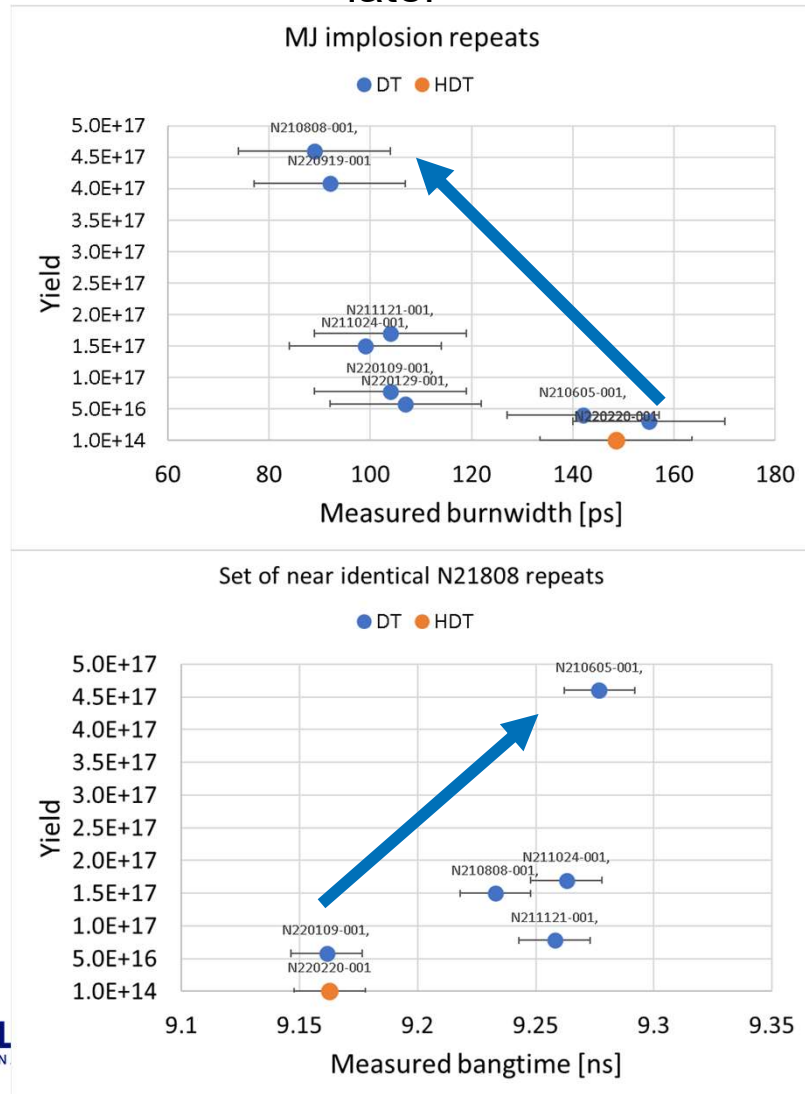 MJ implosion repeats
DT HDT
5.0E+17
4.5E+17
4.0E+17
3.5E+17
3.0E+17
2.5E+17
2.0E+17
1.5E+17
1.0E+17
5.0E+16
1.0E+14
Yield
N210808-001,
N220919-001
N211121-001,
N211024-001,
N220109-001,
N220129-001,
N210605-001,
N220220-001
60 80 100 120 140 160 180
Measured burnwidth [ps]
Set of near identical N21808 repeats
DT HDT
5.0E+17
4.5E+17
4.0E+17
3.5E+17
3.0E+17
2.5E+17
2.0E+17
1.5E+17
1.0E+17
5.0E+16
1.0E+14
Yield
N210605-001,
N211024-001,
N210808-001,
N211121-001,
N220109-001,
N220220-001
9.1 9.15 9.2 9.25 9.3 9.35
Measured bangtime [ns]